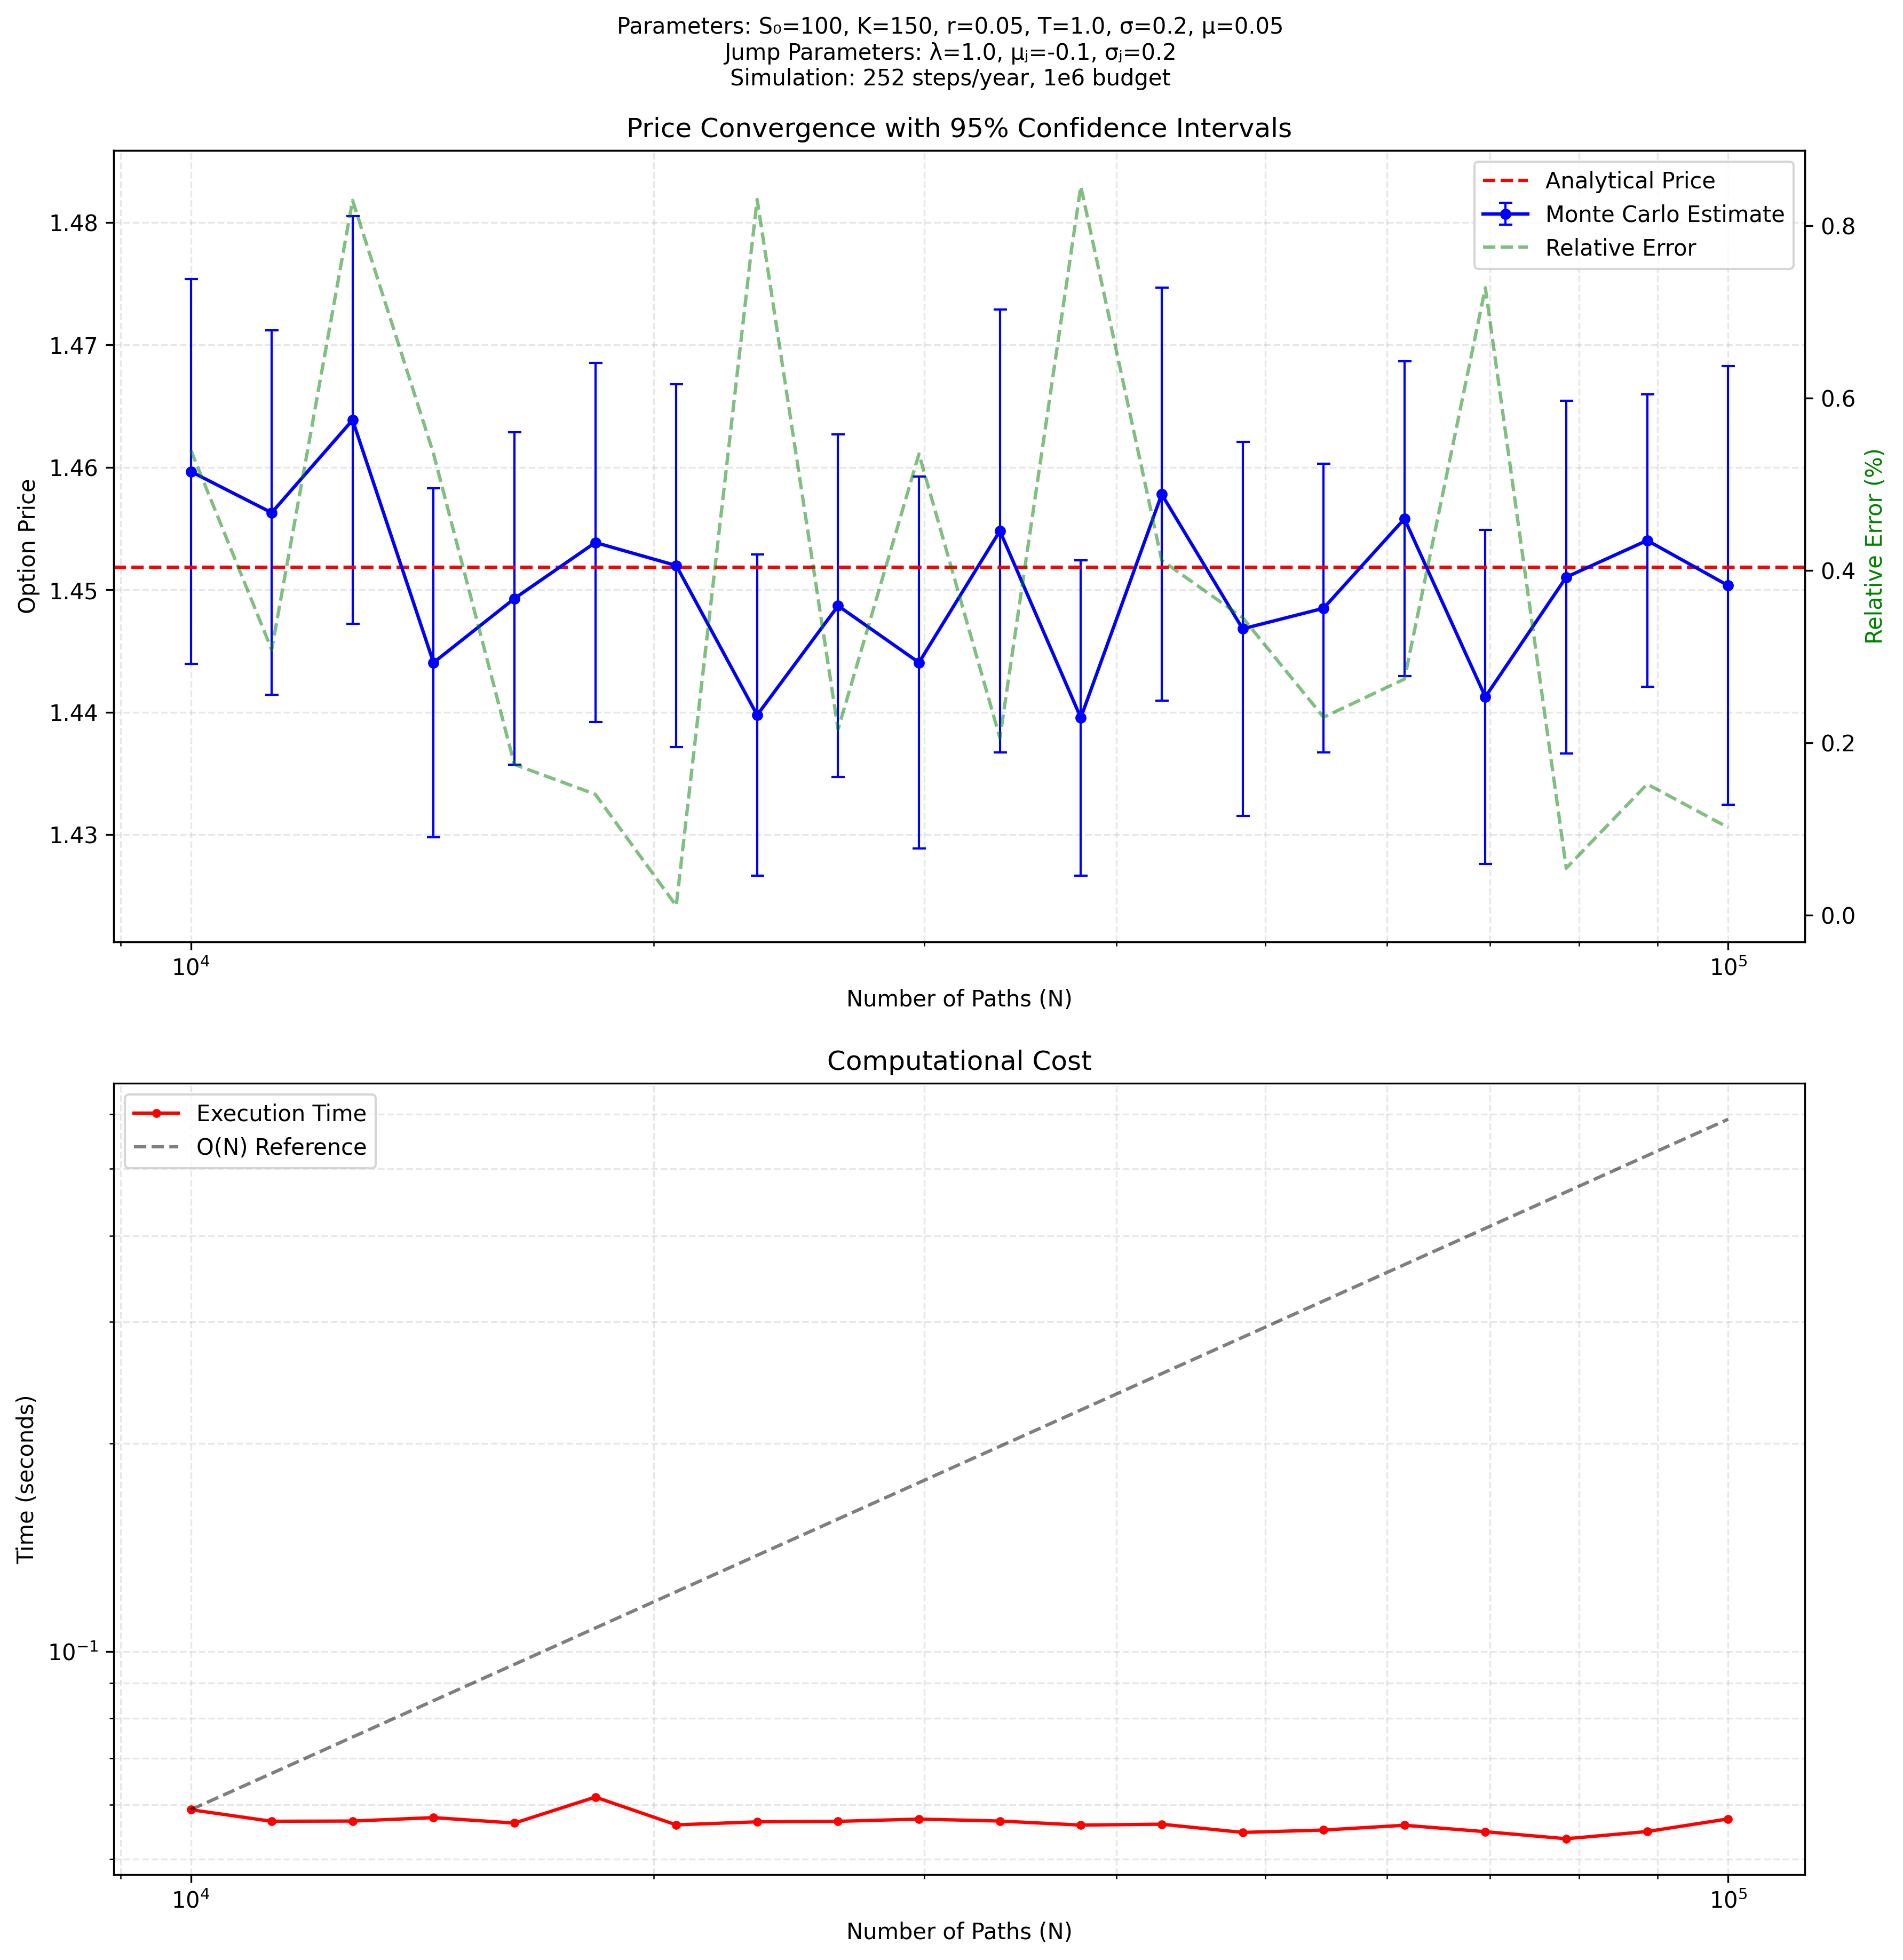 Parameters: S₀=100, K=150, r=0.05, T=1.0, σ=0.2, μ=0.05
Jump Parameters: λ=1.0, μⱼ=-0.1, σⱼ=0.2
Simulation: 252 steps/year, 1e6 budget
Price Convergence with 95% Confidence Intervals
Analytical Price
Monte Carlo Estimate
Relative Error
Option Price
1.48
1.47
1.46
1.45
1.44
1.43
0.8
0.6
0.4
0.2
0.0
Relative Error (%)
10⁴
10⁵
Number of Paths (N)
Computational Cost
Execution Time
O(N) Reference
Time (seconds)
10⁻¹
10⁴
10⁵
Number of Paths (N)